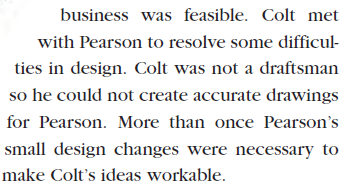 business was feasible. Colt met
with Pearson to resolve some difficul-
ties in design. Colt was not a draftsman
so he could not create accurate drawings
for Pearson. More than once Pearson’s
small design changes were necessary to
make Colt’s ideas workable.